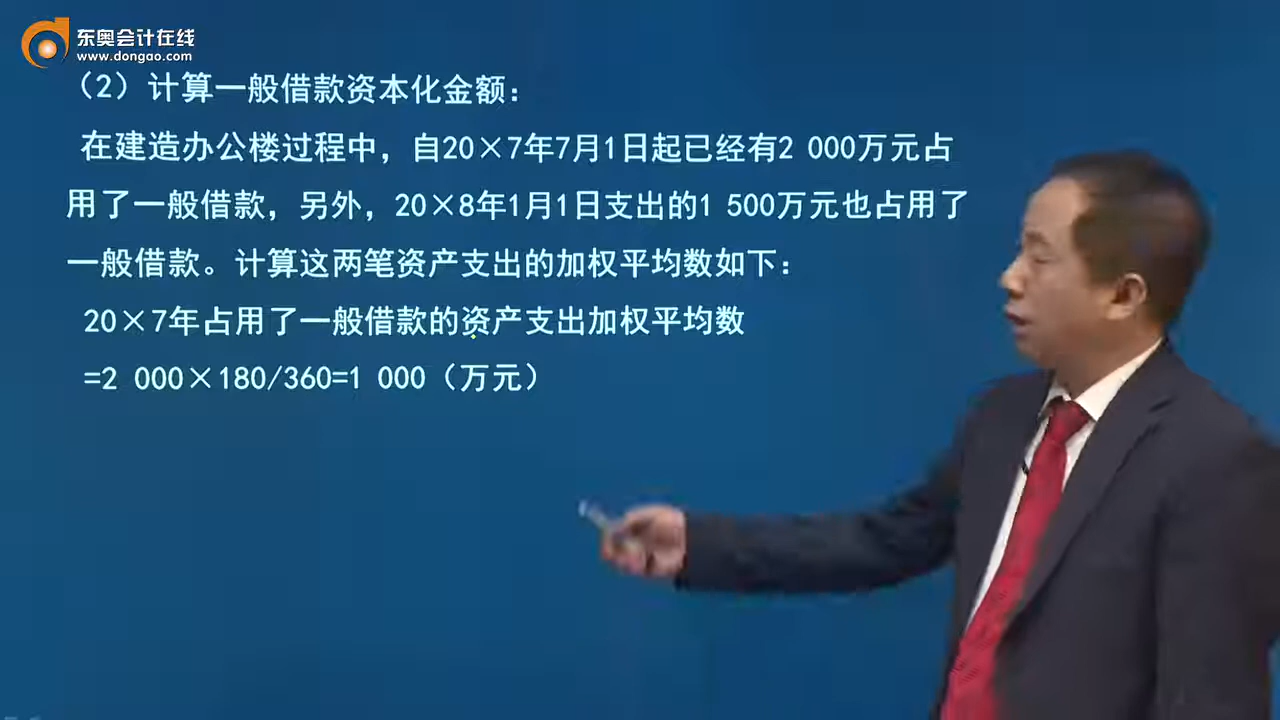 东奥会计在线
www.dongao.com
（2）计算一般借款资本化金额：
在建造办公楼过程中，自20×7年7月1日起已经有2 000万元占
用了一般借款，另外，20×8年1月1日支出的1 500万元也占用了
一般借款。计算这两笔资产支出的加权平均数如下：
20×7年占用了一般借款的资产支出加权平均数
=2 000×180/360=1 000（万元）